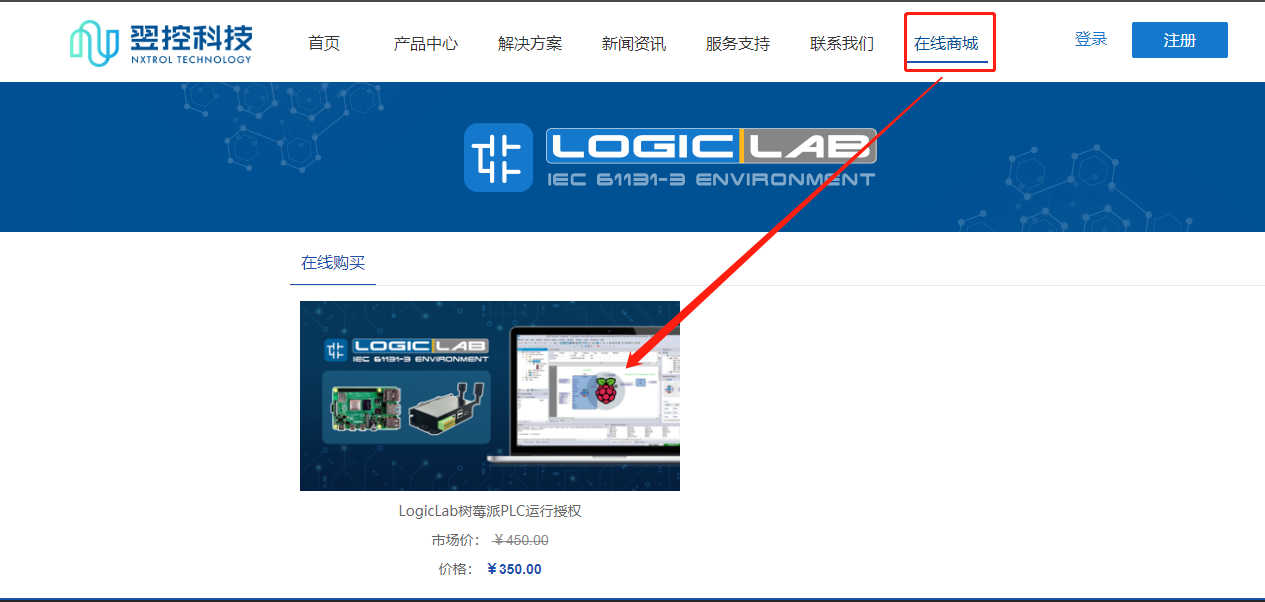 翌控科技
NXTROL TECHNOLOGY
首页 产品中心 解决方案 新闻资讯 服务支持 联系我们 在线商城 登录 注册
LOGIC LAB
IEC 61131-3 ENVIRONMENT
在线购买
LOGIC LAB
IEC 61131-3 ENVIRONMENT
LogicLab树莓派PLC运行授权
市场价： ￥450.00
价格： ￥350.00